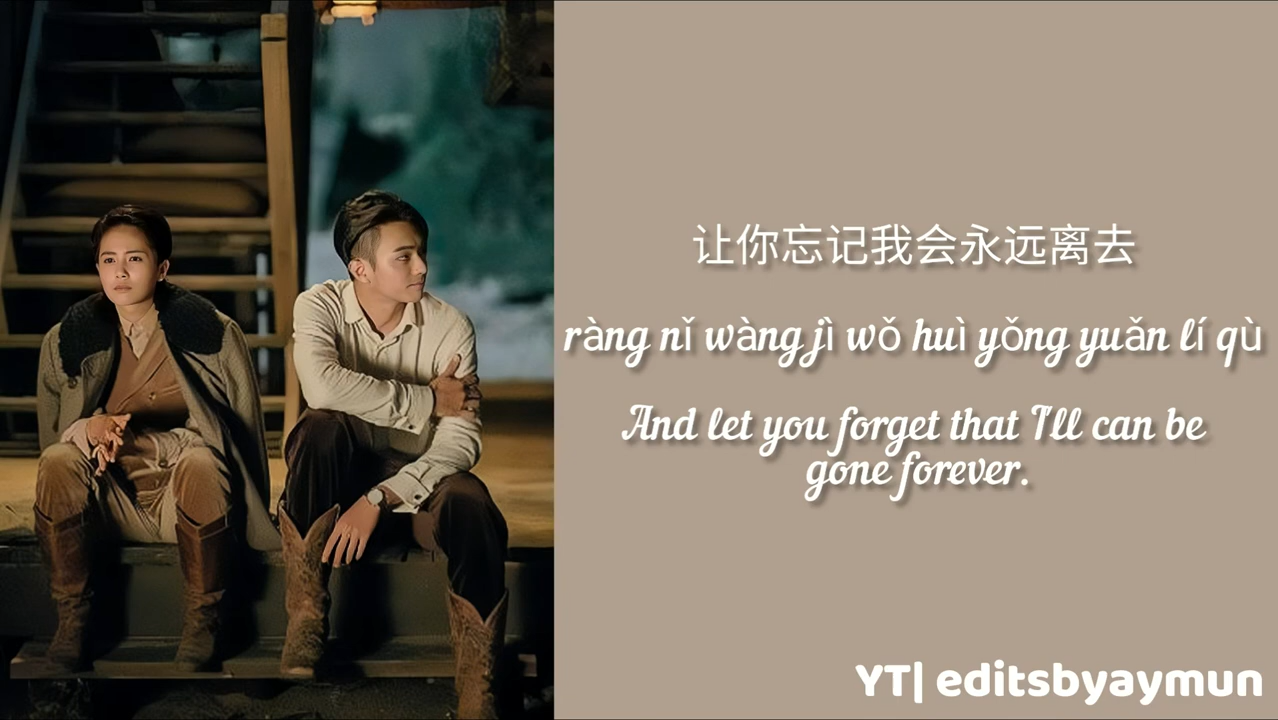 让你忘记我会永远离去
ràng nǐ wàng jì wǒ huì yǒng yuǎn lí qù
And let you forget that I'll can be
gone forever.
YT| editsbyaymun